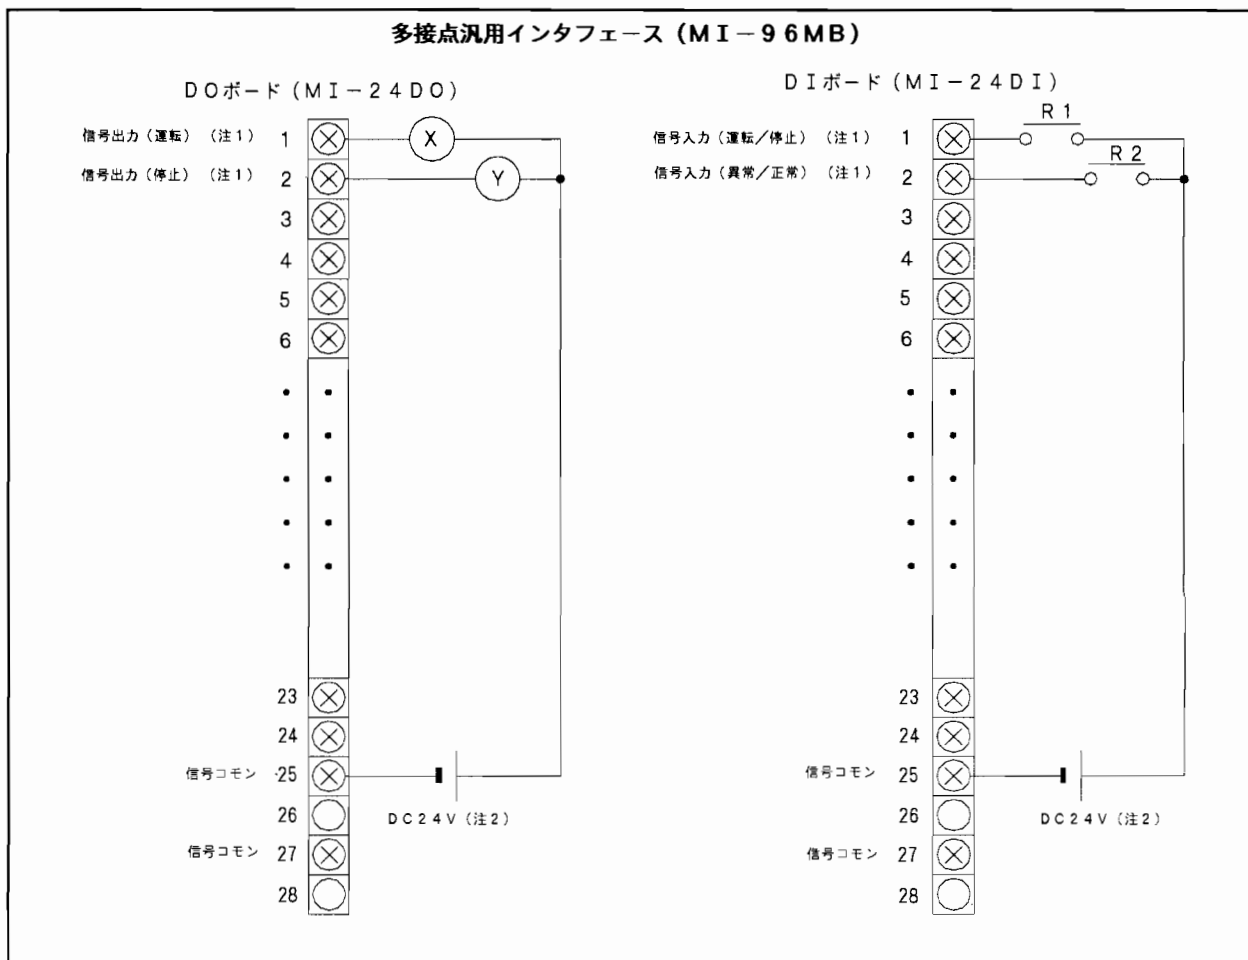 多接点汎用インタフェース(MI-96MB)
DOボード(MI-24DO)
信号出力(運転) (注1) 1 X
信号出力(停止) (注1) 2 Y
3
4
5
6
23
24
信号コモン 25
26 DC24V(注2)
信号コモン 27
28
DIボード(MI-24DI)
R1
信号入力(運転/停止) (注1) 1
R2
信号入力(異常/正常) (注1) 2
3
4
5
6
23
24
信号コモン 25
26 DC24V(注2)
信号コモン 27
28